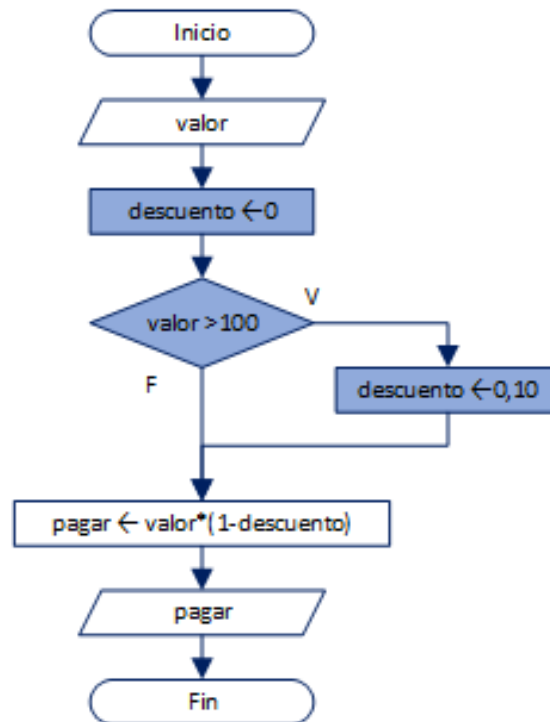 Inicio
valor
descuento ←0
valor >100
V
F
descuento ←0,10
pagar ← valor*(1-descuento)
pagar
Fin